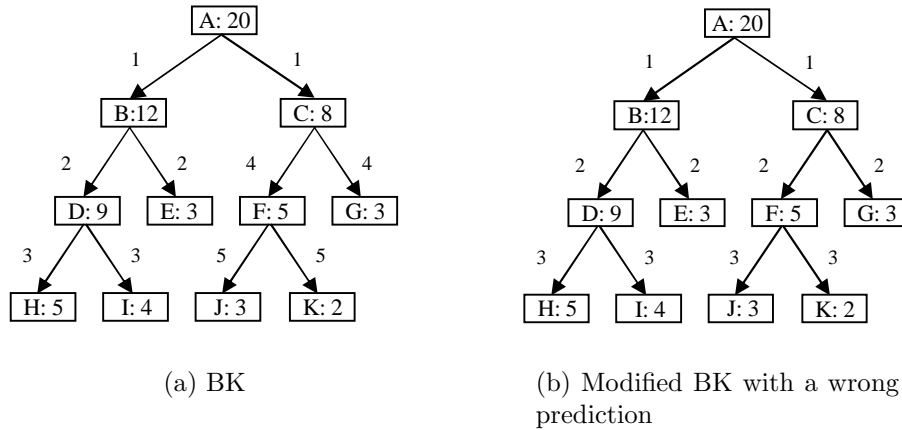 A: 20
1 1
B:12 C: 8
2 2 4 4
D: 9 E: 3 F: 5 G: 3
3 3 5 5
H: 5 I: 4 J: 3 K: 2
(a) BK
A: 20
1 1
B:12 C: 8
2 2 2 2
D: 9 E: 3 F: 5 G: 3
3 3 3 3
H: 5 I: 4 J: 3 K: 2
(b) Modified BK with a wrong
prediction